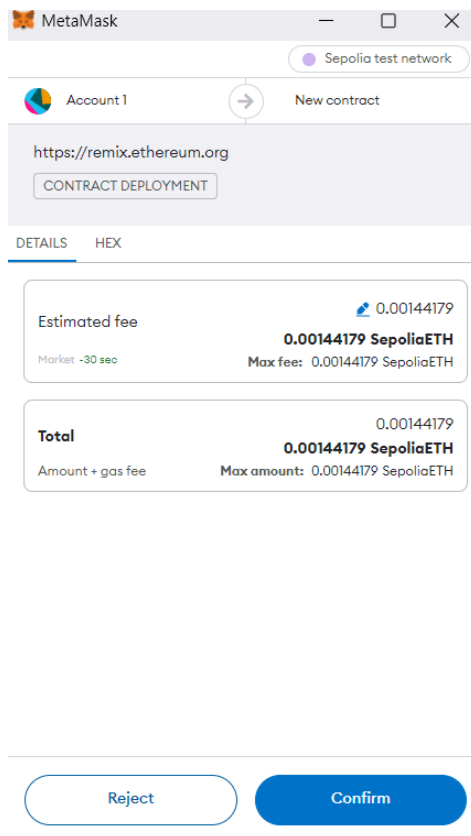 MetaMask
Sepolia test network
Account 1
New contract
https://remix.ethereum.org
CONTRACT DEPLOYMENT
DETAILS HEX
Estimated fee
0.00144179
0.00144179 SepoliaETH
Market -30 sec
Max fee: 0.00144179 SepoliaETH
Total
0.00144179
0.00144179 SepoliaETH
Amount + gas fee
Max amount: 0.00144179 SepoliaETH
Reject
Confirm